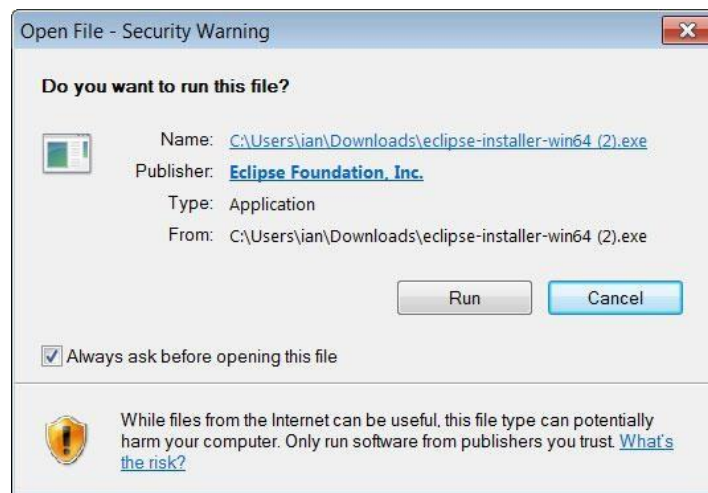 Open File - Security Warning
Do you want to run this file?
Name: C:\Users\ian\Downloads\eclipse-installer-win64 (2).exe
Publisher: Eclipse Foundation, Inc.
Type: Application
From: C:\Users\ian\Downloads\eclipse-installer-win64 (2).exe
Run Cancel
Always ask before opening this file
While files from the Internet can be useful, this file type can potentially
harm your computer. Only run software from publishers you trust. What's
the risk?